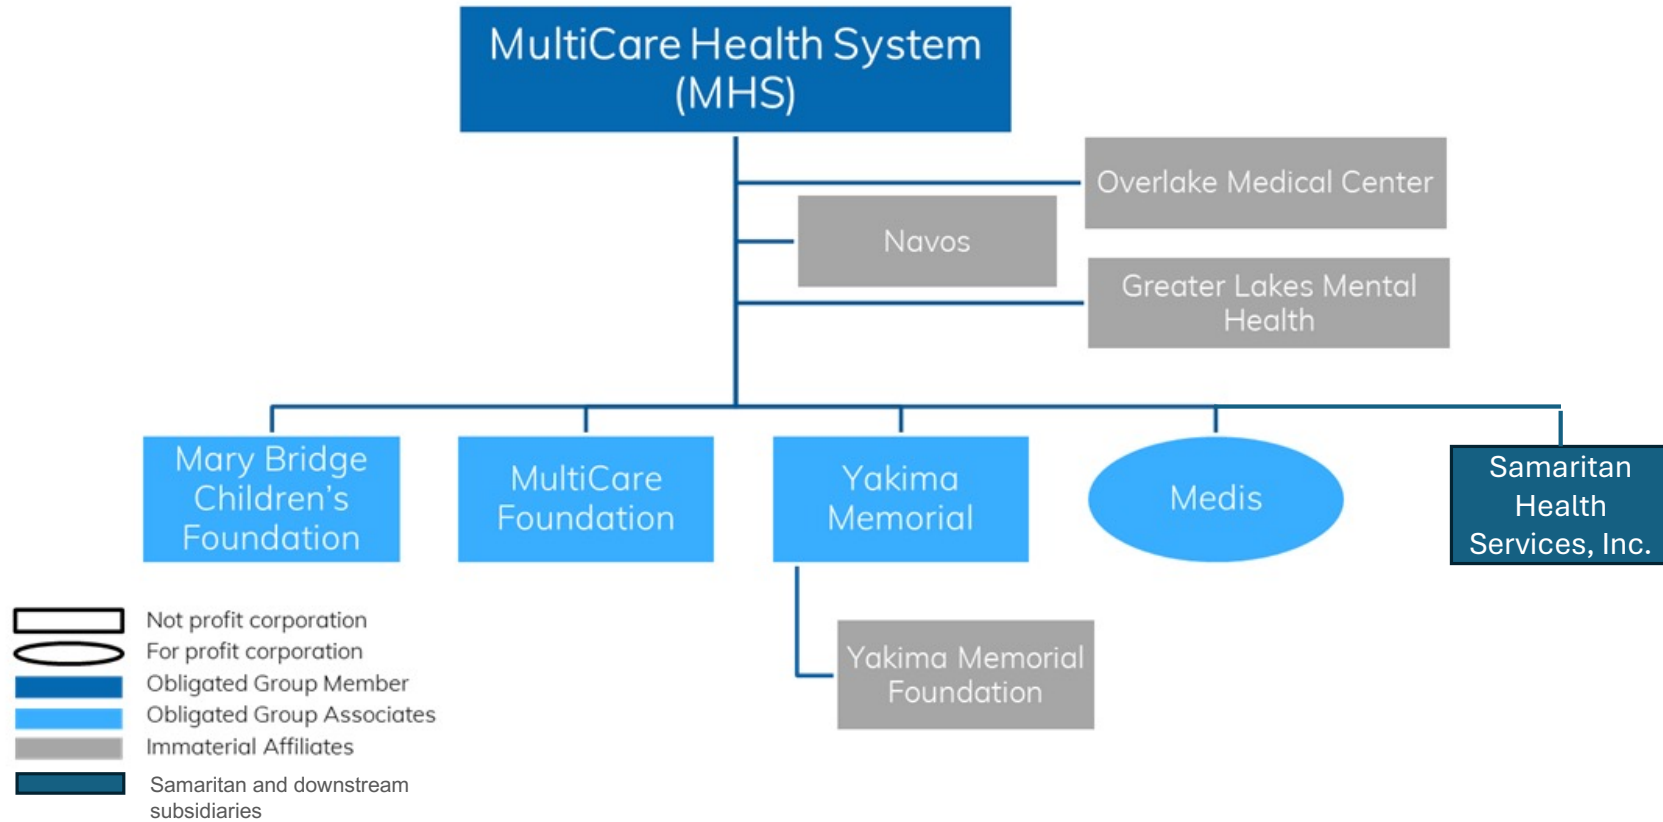 MultiCare Health System
(MHS)
Overlake Medical Center
Navos
Greater Lakes Mental
Health
Mary Bridge
Children’s
Foundation
MultiCare
Foundation
Yakima
Memorial
Medis
Samaritan
Health
Services, Inc.
Yakima Memorial
Foundation
Not profit corporation
For profit corporation
Obligated Group Member
Obligated Group Associates
Immaterial Affiliates
Samaritan and downstream
subsidiaries